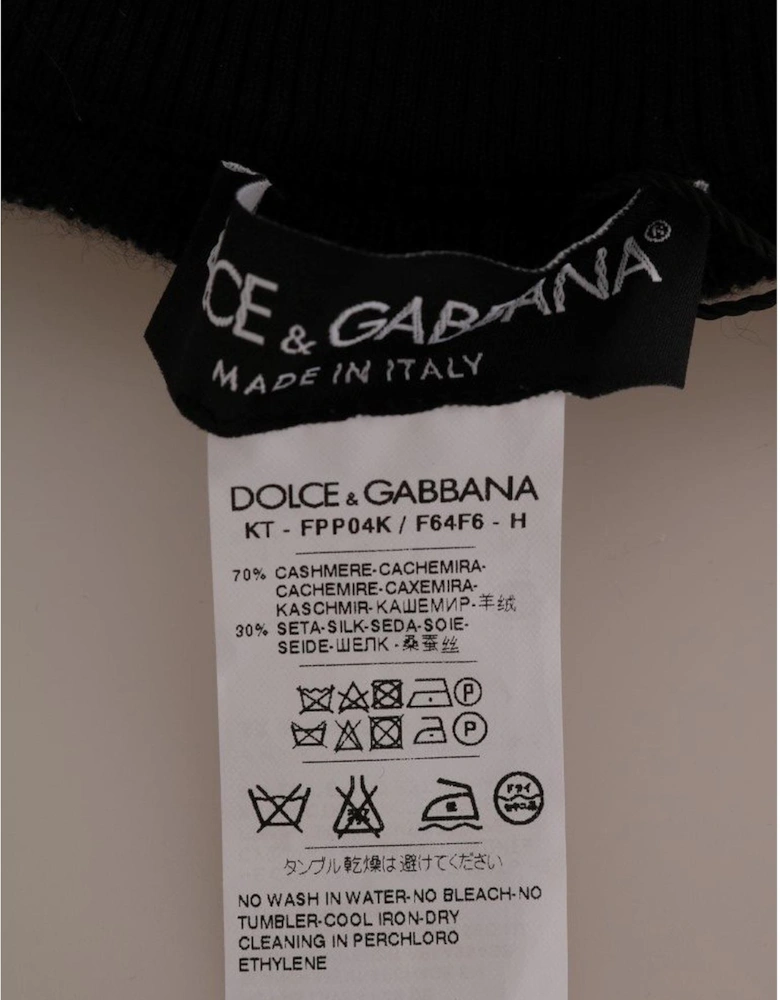 CE & GABBANA®
MADE IN ITALY
DOLCE & GABBANA
KT - FPP04K / F64F6 - H
70% CASHMERE-CACHEMIRA-
CACHEMIRE-CAXEMIRA-
KASCHMIR-КАШЕМИР-羊绒
30% SETA-SILK-SEDA-SOIE-
SEIDE-ШЕЛК-桑蚕丝
P
P
ドライ
タンブル乾燥は避けてください
NO WASH IN WATER-NO BLEACH-NO
TUMBLER-COOL IRON-DRY
CLEANING IN PERCHLORO
ETHYLENE